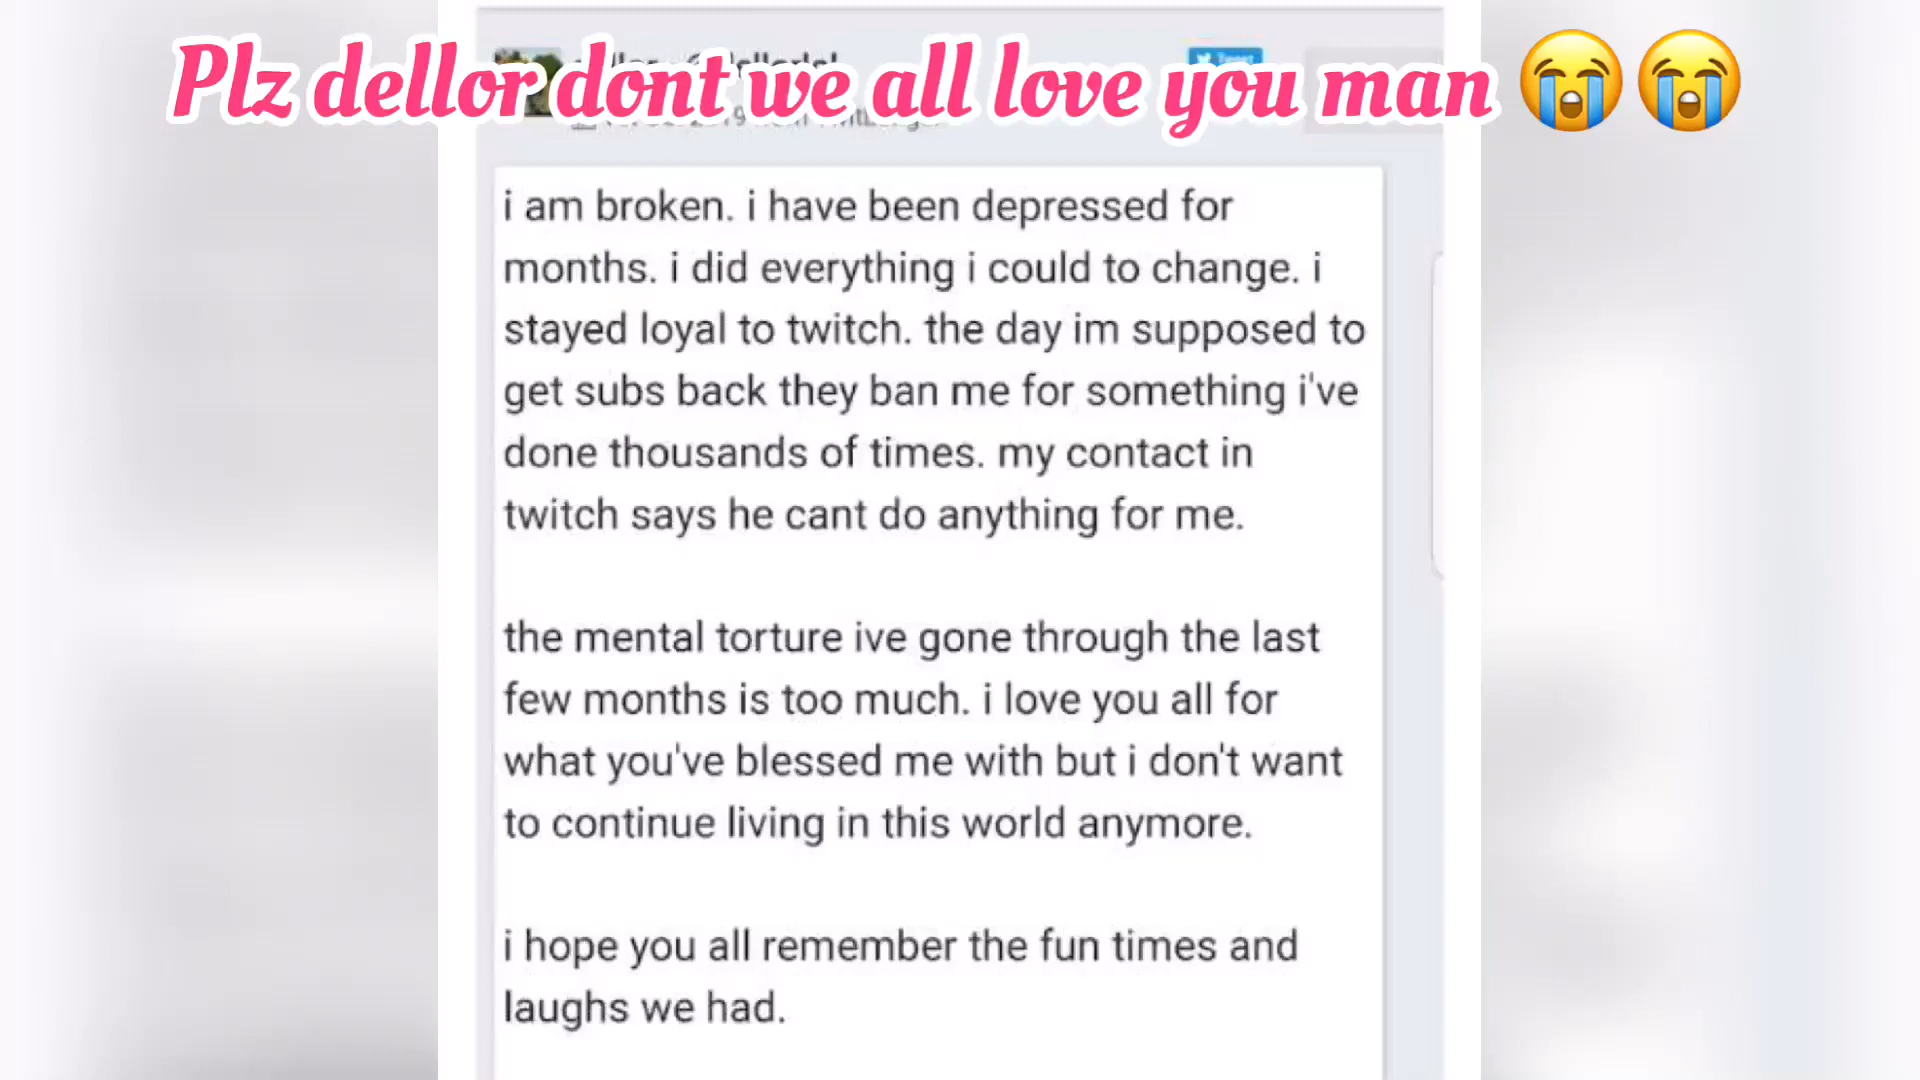 Plz dellor dont we all love you man 😭😭
i am broken. i have been depressed for
months. i did everything i could to change. i
stayed loyal to twitch. the day im supposed to
get subs back they ban me for something i've
done thousands of times. my contact in
twitch says he cant do anything for me.
the mental torture ive gone through the last
few months is too much. i love you all for
what you've blessed me with but i don't want
to continue living in this world anymore.
i hope you all remember the fun times and
laughs we had.